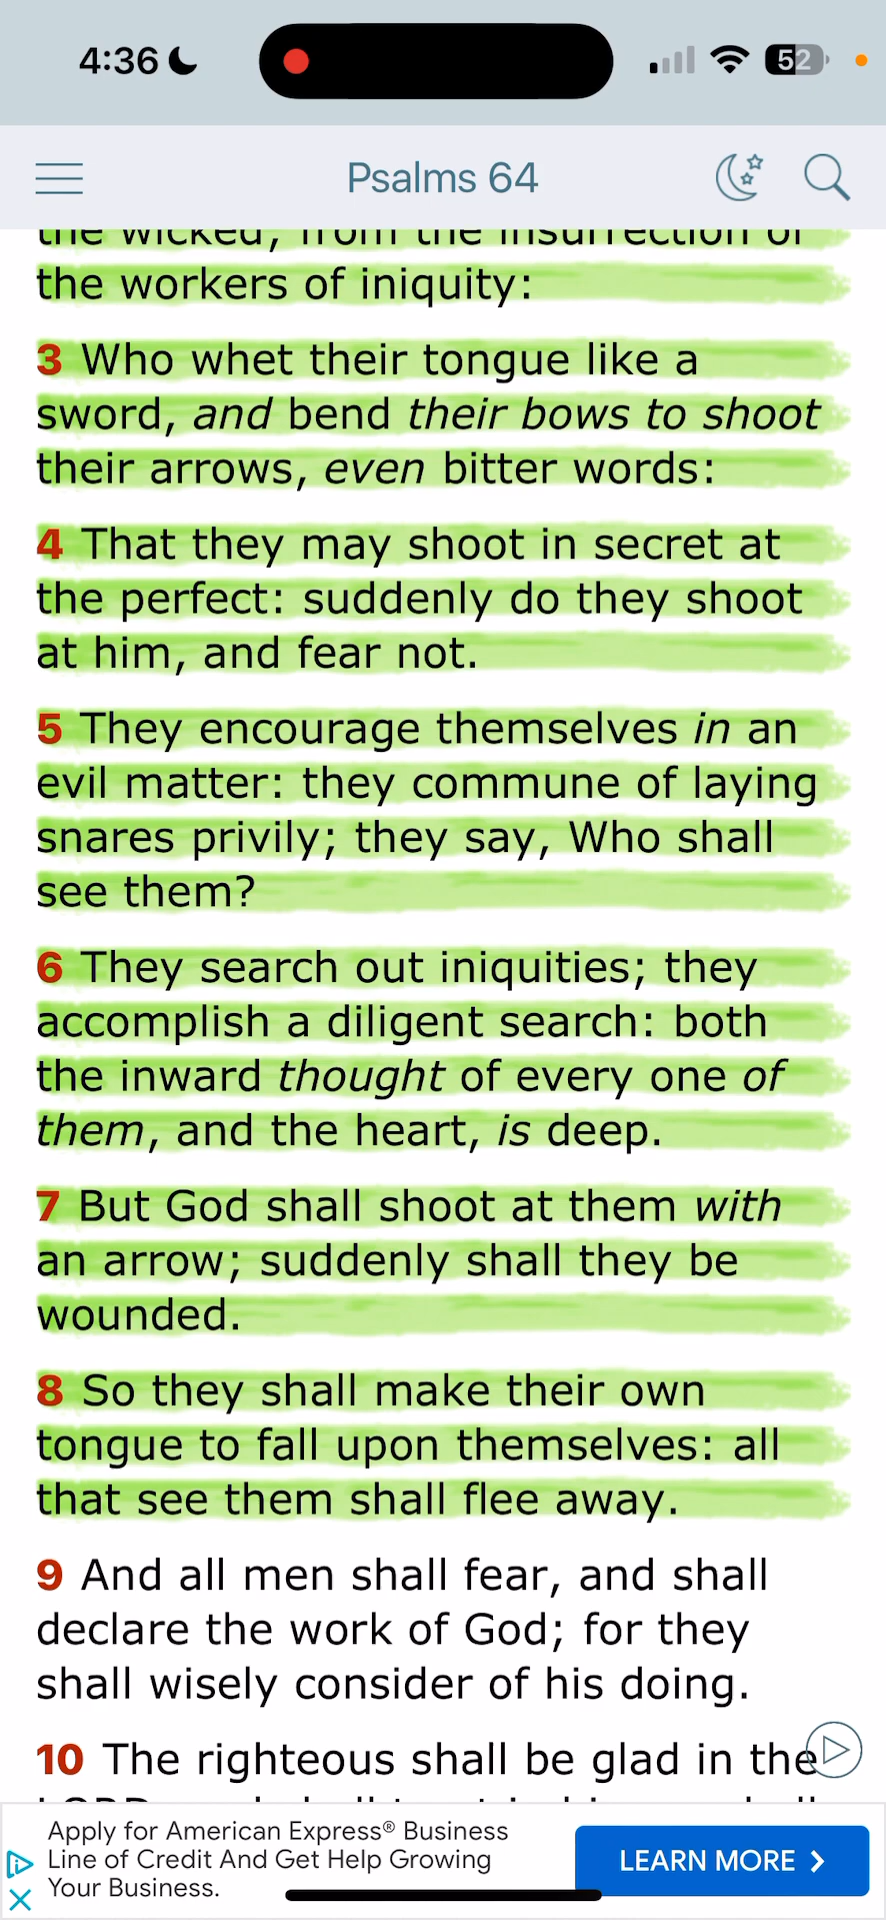 4:36
52
Psalms 64
the wicked, from the insurrection of
the workers of iniquity:
3 Who whet their tongue like a
sword, and bend their bows to shoot
their arrows, even bitter words:
4 That they may shoot in secret at
the perfect: suddenly do they shoot
at him, and fear not.
5 They encourage themselves in an
evil matter: they commune of laying
snares privily; they say, Who shall
see them?
6 They search out iniquities; they
accomplish a diligent search: both
the inward thought of every one of
them, and the heart, is deep.
7 But God shall shoot at them with
an arrow; suddenly shall they be
wounded.
8 So they shall make their own
tongue to fall upon themselves: all
that see them shall flee away.
9 And all men shall fear, and shall
declare the work of God; for they
shall wisely consider of his doing.
10 The righteous shall be glad in the
Apply for American Express® Business
Line of Credit And Get Help Growing
Your Business.
LEARN MORE